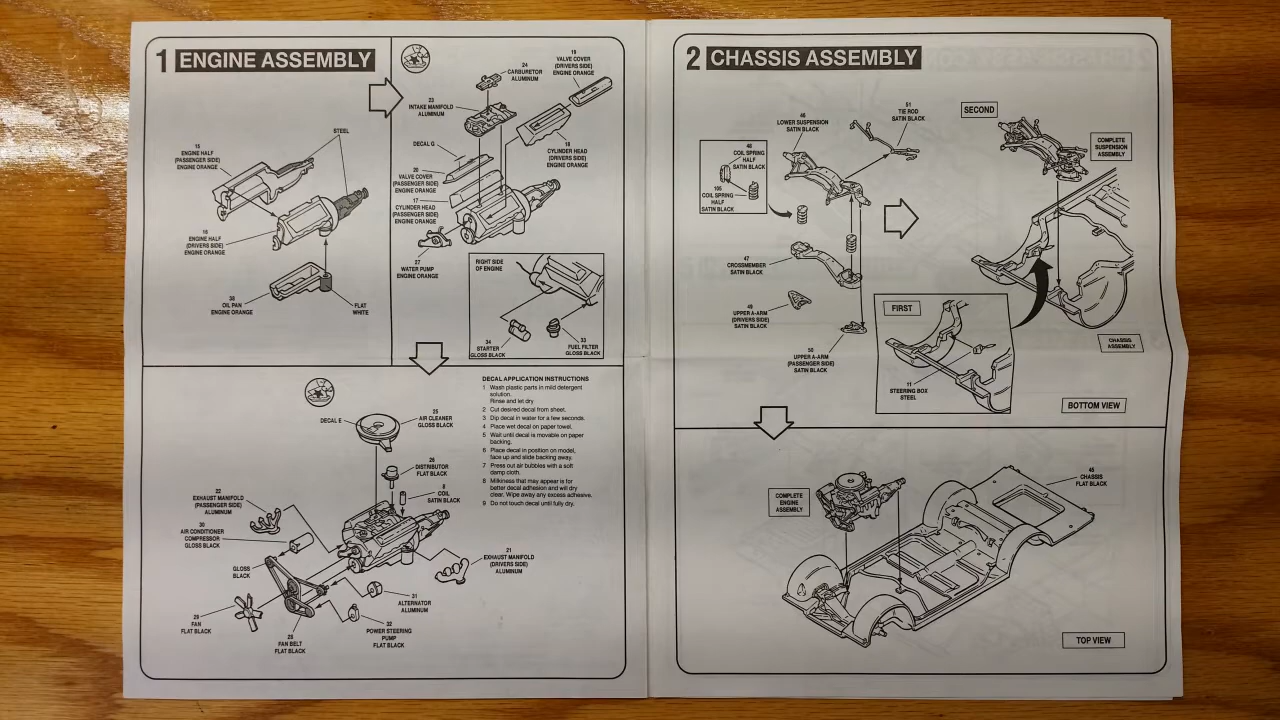 1 ENGINE ASSEMBLY
STEEL
15
ENGINE HALF
(PASSENGER SIDE)
ENGINE ORANGE
16
ENGINE HALF
(DRIVERS SIDE)
ENGINE ORANGE
38
OIL PAN
ENGINE ORANGE
FLAT
WHITE
19
VALVE COVER
(DRIVERS SIDE)
ENGINE ORANGE
24
CARBURETOR
ALUMINUM
23
INTAKE MANIFOLD
ALUMINUM
DECAL G
18
CYLINDER HEAD
(DRIVERS SIDE)
ENGINE ORANGE
20
VALVE COVER
(PASSENGER SIDE)
ENGINE ORANGE
17
CYLINDER HEAD
(PASSENGER SIDE)
ENGINE ORANGE
27
WATER PUMP
ENGINE ORANGE
RIGHT SIDE
OF ENGINE
34
STARTER
GLOSS BLACK
33
FUEL FILTER
GLOSS BLACK
DECAL E
25
AIR CLEANER
GLOSS BLACK
26
DISTRIBUTOR
FLAT BLACK
8
COIL
SATIN BLACK
22
EXHAUST MANIFOLD
(PASSENGER SIDE)
ALUMINUM
30
AIR CONDITIONER
COMPRESSOR
GLOSS BLACK
GLOSS
BLACK
29
FAN
FLAT BLACK
28
FAN BELT
FLAT BLACK
21
EXHAUST MANIFOLD
(DRIVERS SIDE)
ALUMINUM
31
ALTERNATOR
ALUMINUM
32
POWER STEERING
PUMP
FLAT BLACK
DECAL APPLICATION INSTRUCTIONS
1 Wash plastic parts in mild detergent
solution.
Rinse and let dry
2 Cut desired decal from sheet.
3 Dip decal in water for a few seconds.
4 Place wet decal on paper towel.
5 Wait until decal is movable on paper
backing.
6 Place decal in position on model,
face up and slide backing away.
7 Press out air bubbles with a soft
damp cloth.
8 Milkiness that may appear is for
better decal adhesion and will dry
clear. Wipe away any excess adhesive.
9 Do not touch decal until fully dry.
2 CHASSIS ASSEMBLY
46
LOWER SUSPENSION
SATIN BLACK
51
TIE ROD
SATIN BLACK
SECOND
COMPLETE
SUSPENSION
ASSEMBLY
48
COIL SPRING
HALF
SATIN BLACK
105
COIL SPRING
HALF
SATIN BLACK
47
CROSSMEMBER
SATIN BLACK
49
UPPER A-ARM
(DRIVERS SIDE)
SATIN BLACK
50
UPPER A-ARM
(PASSENGER SIDE)
SATIN BLACK
FIRST
11
STEERING BOX
STEEL
CHASSIS
ASSEMBLY
BOTTOM VIEW
COMPLETE
ENGINE
ASSEMBLY
45
CHASSIS
FLAT BLACK
TOP VIEW